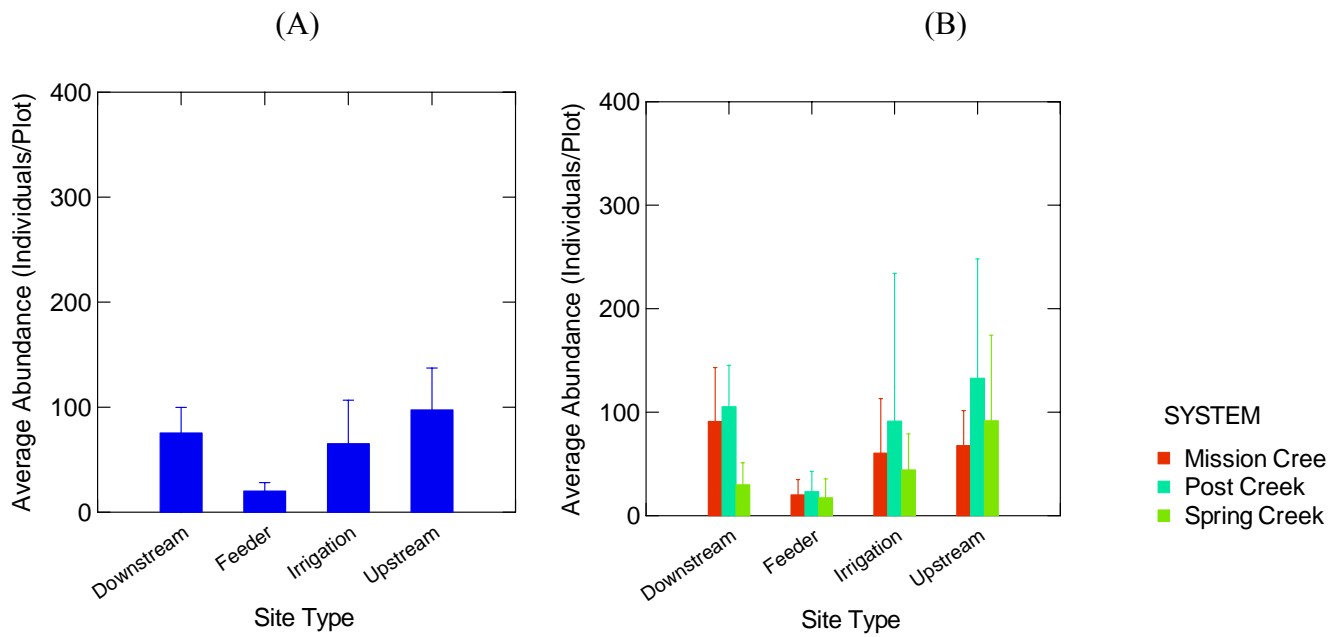 (A)
Average Abundance (Individuals/Plot)
400
300
200
100
0
Downstream
Feeder
Irrigation
Upstream
Site Type
(B)
Average Abundance (Individuals/Plot)
400
300
200
100
0
Downstream
Feeder
Irrigation
Upstream
Site Type
SYSTEM
Mission Cree
Post Creek
Spring Creek